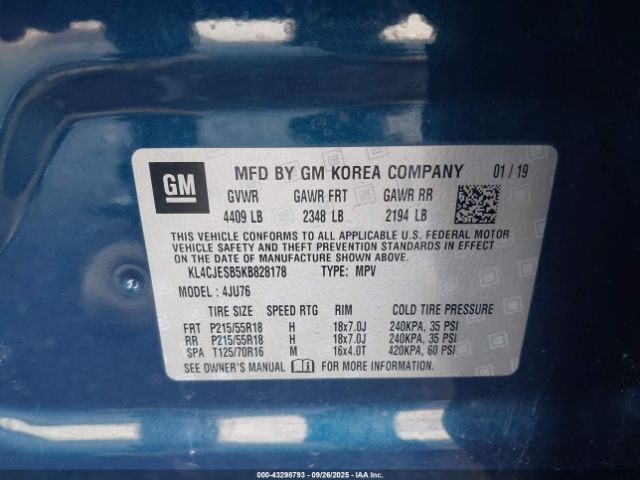 GM
MFD BY GM KOREA COMPANY 01 / 19
GVWR GAWR FRT GAWR RR
4409 LB 2348 LB 2194 LB
THIS VEHICLE CONFORMS TO ALL APPLICABLE U.S. FEDERAL MOTOR
VEHICLE SAFETY AND THEFT PREVENTION STANDARDS IN EFFECT
ON THE DATE OF MANUFACTURE SHOWN ABOVE.
KL4CJESB5KB828178 TYPE: MPV
MODEL : 4JU76
TIRE SIZE SPEED RTG RIM COLD TIRE PRESSURE
FRT P215/55R18 H 18x7.0J 240KPA, 35 PSI
RR P215/55R18 H 18x7.0J 240KPA, 35 PSI
SPA T125/70R16 M 16x4.0T 420KPA, 60 PSI
SEE OWNER'S MANUAL FOR MORE INFORMATION.
000-43298793 - 09/26/2025 - IAAI.COM